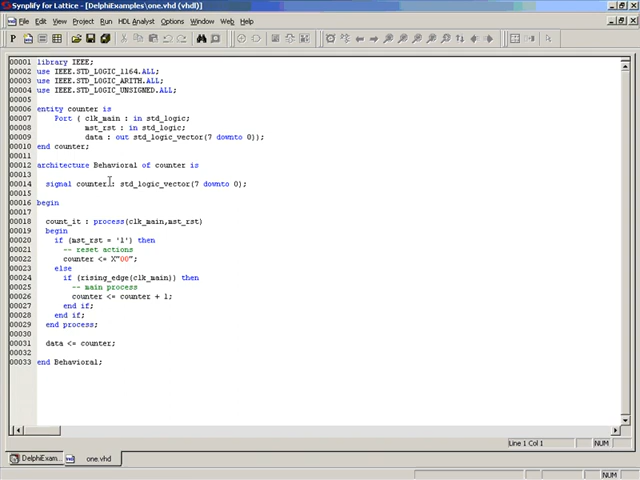 Synplify for Lattice - [DelphiExamples\one.vhd (vhdl)]
File Edit View Project Run HDL Analyst Options Window Web Help
P
00001 library IEEE;
00002 use IEEE.STD_LOGIC_1164.ALL;
00003 use IEEE.STD_LOGIC_ARITH.ALL;
00004 use IEEE.STD_LOGIC_UNSIGNED.ALL;
00005
00006 entity counter is
00007 Port ( clk_main : in std_logic;
00008 mst_rst : in std_logic;
00009 data : out std_logic_vector(7 downto 0));
00010 end counter;
00011
00012 architecture Behavioral of counter is
00013
00014 signal counter : std_logic_vector(7 downto 0);
00015
00016 begin
00017
00018 count_it : process(clk_main,mst_rst)
00019 begin
00020 if (mst_rst = '1') then
00021 -- reset actions
00022 counter <= X"00";
00023 else
00024 if (rising_edge(clk_main)) then
00025 -- main process
00026 counter <= counter + 1;
00027 end if;
00028 end if;
00029 end process;
00030
00031 data <= counter;
00032
00033 end Behavioral;
Line 1 Col 1 NUM
DelphiExam... one.vhd
NUM